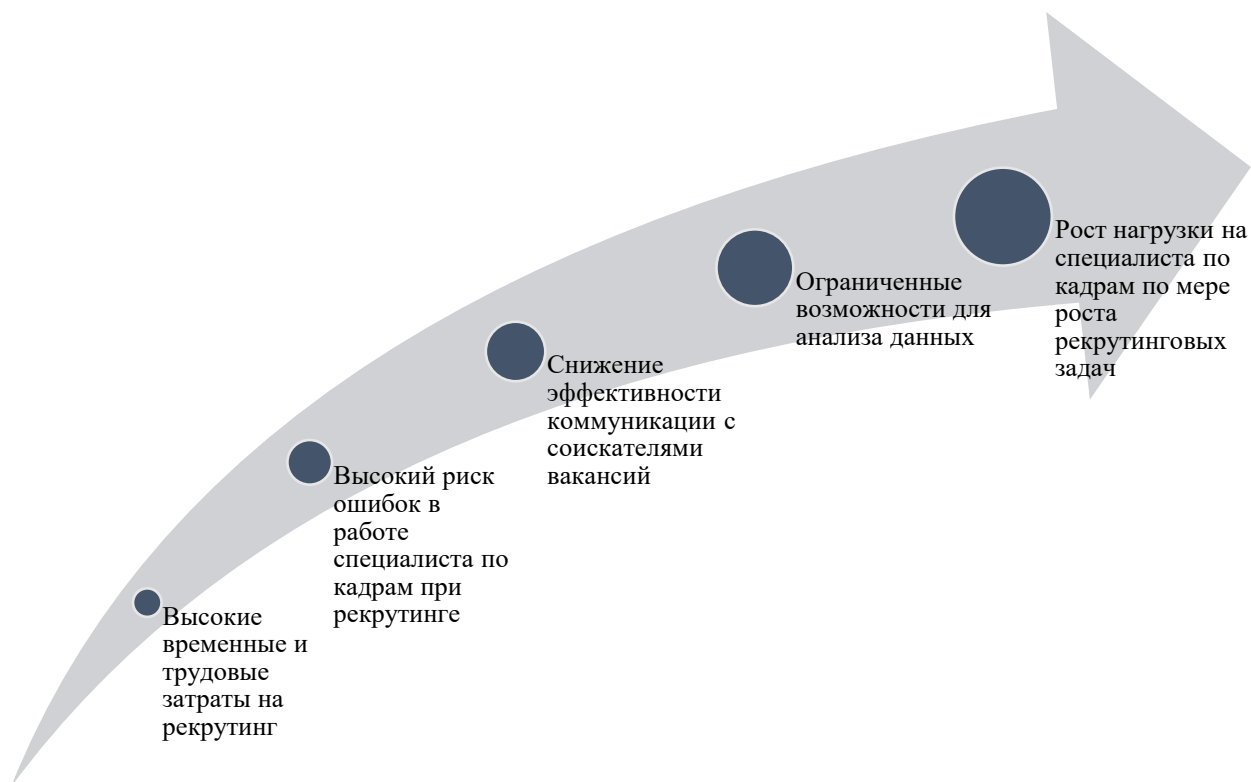 Высокие
временные и
трудовые
затраты на
рекрутинг
Высокий риск
ошибок в
работе
специалиста по
кадрам при
рекрутинге
Снижение
эффективности
коммуникации с
соискателями
вакансий
Ограниченные
возможности для
анализа данных
Рост нагрузки на
специалиста по
кадрам по мере
роста
рекрутинговых
задач